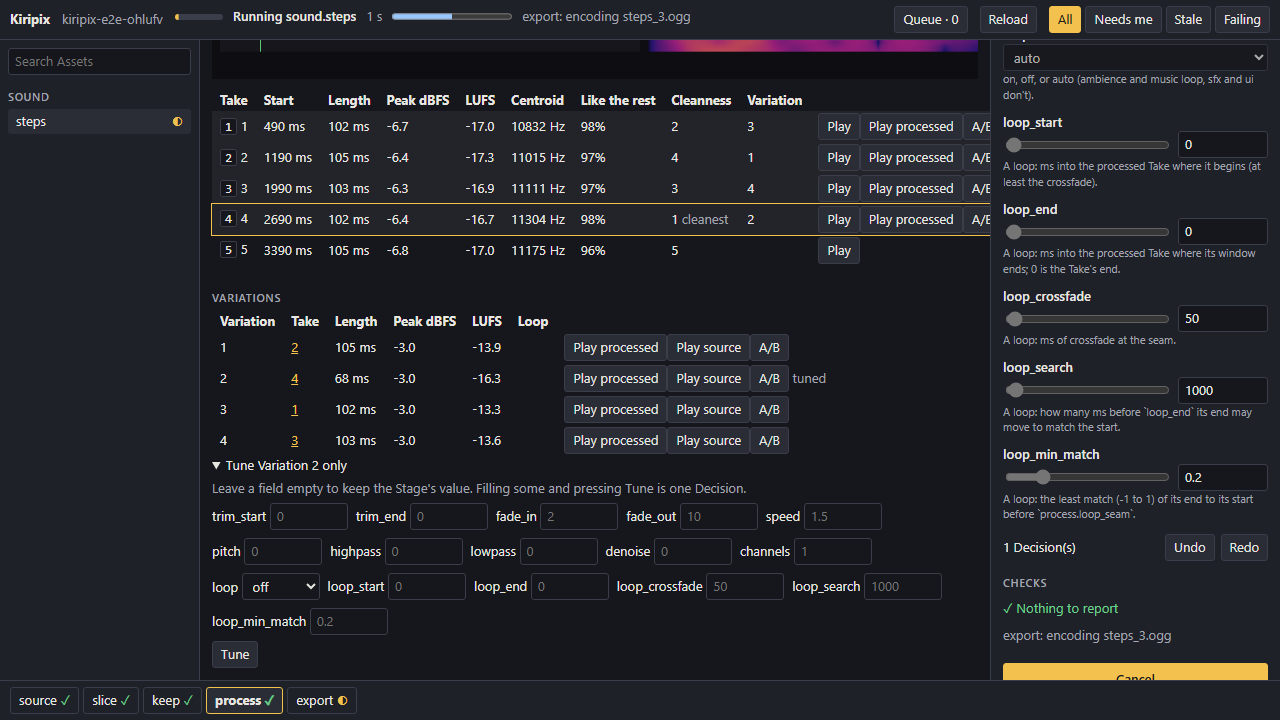 Kiripix kiripix-e2e-ohlufv Running sound.steps 1 s export: encoding steps_3.ogg Queue · 0 Reload All Needs me Stale Failing
Search Assets
SOUND
steps
Take Start Length Peak dBFS LUFS Centroid Like the rest Cleanness Variation
1 1 490 ms 102 ms -6.7 -17.0 10832 Hz 98% 2 3 Play Play processed A/B
2 2 1190 ms 105 ms -6.4 -17.3 11015 Hz 97% 4 1 Play Play processed A/B
3 3 1990 ms 103 ms -6.3 -16.9 11111 Hz 97% 3 4 Play Play processed A/B
4 4 2690 ms 102 ms -6.4 -16.7 11304 Hz 98% 1 cleanest 2 Play Play processed A/B
5 5 3390 ms 105 ms -6.8 -17.0 11175 Hz 96% 5 Play
VARIATIONS
Variation Take Length Peak dBFS LUFS Loop
1 2 105 ms -3.0 -13.9 Play processed Play source A/B
2 4 68 ms -3.0 -16.3 Play processed Play source A/B tuned
3 1 102 ms -3.0 -13.3 Play processed Play source A/B
4 3 103 ms -3.0 -13.6 Play processed Play source A/B
▼ Tune Variation 2 only
Leave a field empty to keep the Stage's value. Filling some and pressing Tune is one Decision.
trim_start 0 trim_end 0 fade_in 2 fade_out 10 speed 1.5
pitch 0 highpass 0 lowpass 0 denoise 0 channels 1
loop off loop_start 0 loop_end 0 loop_crossfade 50 loop_search 1000
loop_min_match 0.2
Tune
auto
on, off, or auto (ambience and music loop, sfx and ui
don't).
loop_start
0
A loop: ms into the processed Take where it begins (at
least the crossfade).
loop_end
0
A loop: ms into the processed Take where its window
ends; 0 is the Take's end.
loop_crossfade
50
A loop: ms of crossfade at the seam.
loop_search
1000
A loop: how many ms before `loop_end` its end may
move to match the start.
loop_min_match
0.2
A loop: the least match (-1 to 1) of its end to its start
before `process.loop_seam`.
1 Decision(s) Undo Redo
CHECKS
✓ Nothing to report
export: encoding steps_3.ogg
Cancel
source ✓ slice ✓ keep ✓ process ✓ export